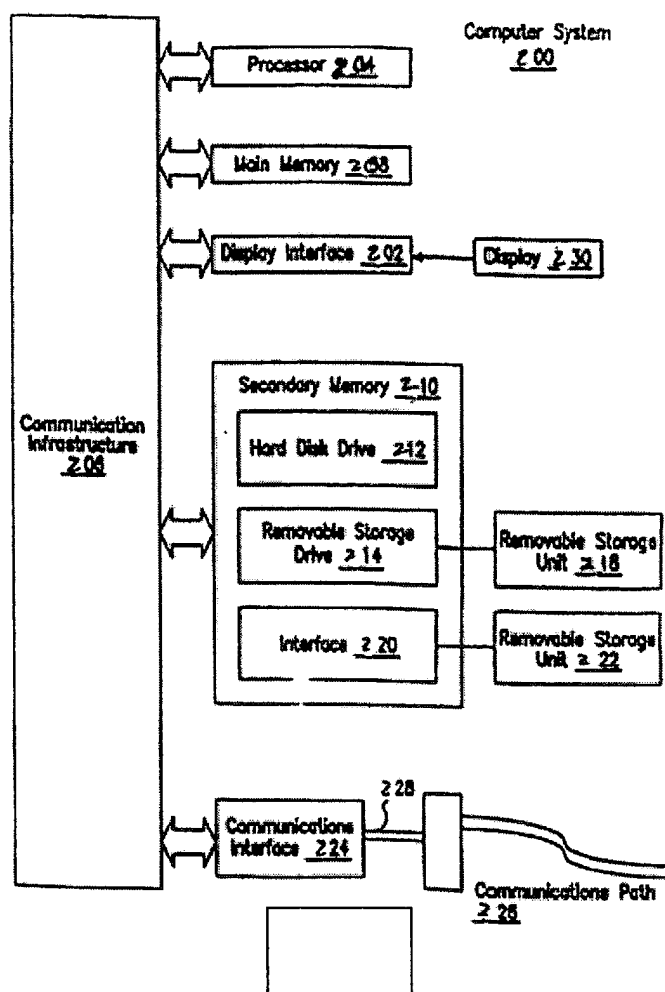 Computer System
200
Processor 204
Main Memory 208
Display Interface 202
Display 230
Secondary Memory 210
Communication
Infrastructure
206
Hard Disk Drive 212
Removable Storage
Drive 214
Removable Storage
Unit 218
Interface 220
Removable Storage
Unit 222
228
Communications
Interface 224
Communications Path